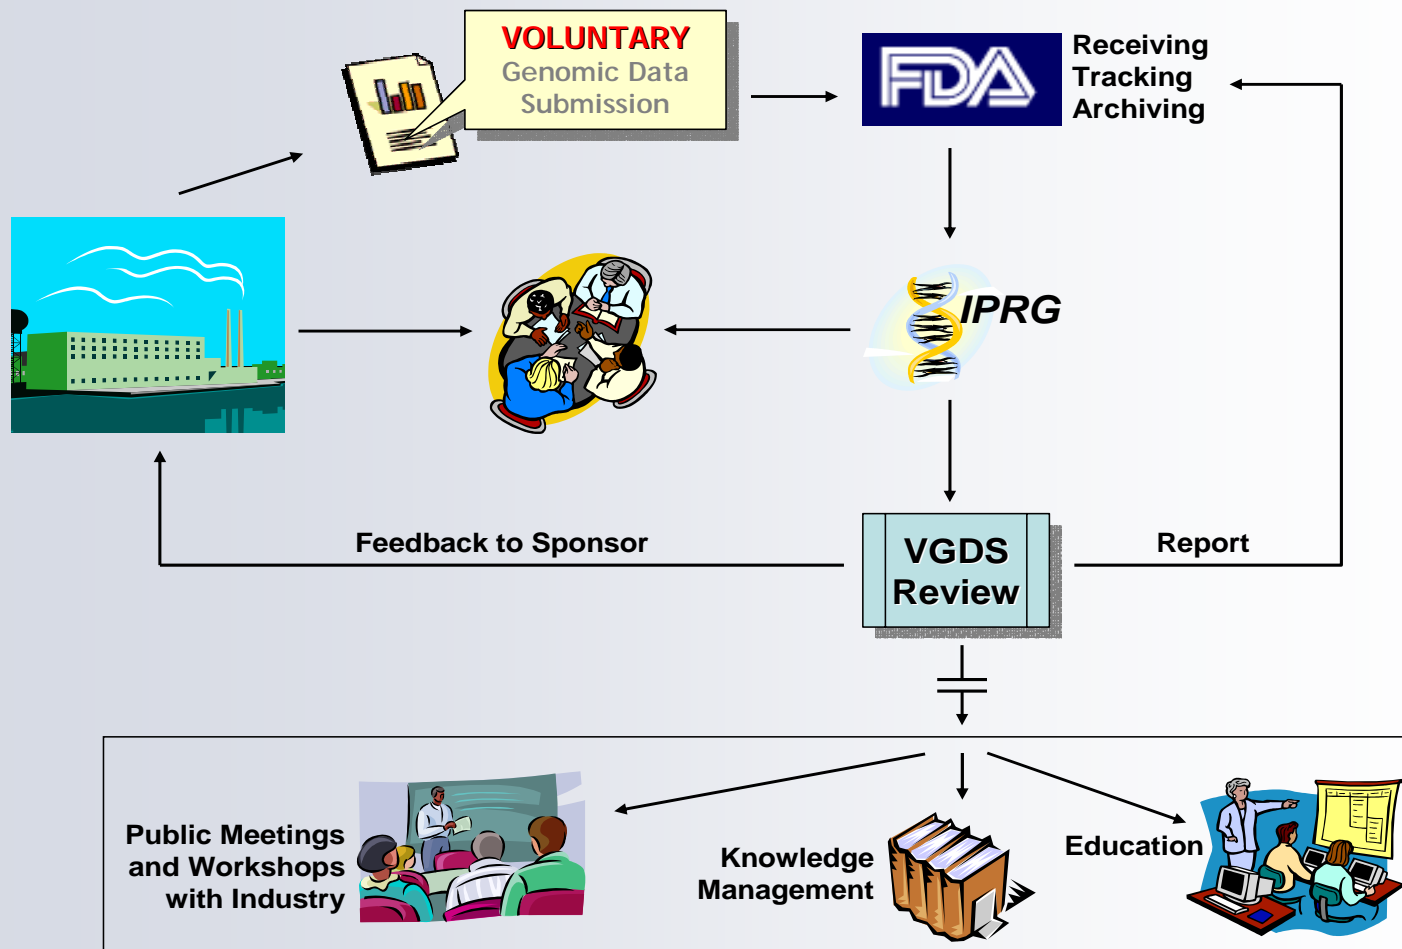 VOLUNTARY
Genomic Data
Submission
FDA
Receiving
Tracking
Archiving
IPRG
Feedback to Sponsor
VGDS
Review
Report
Public Meetings
and Workshops
with Industry
Knowledge
Management
Education